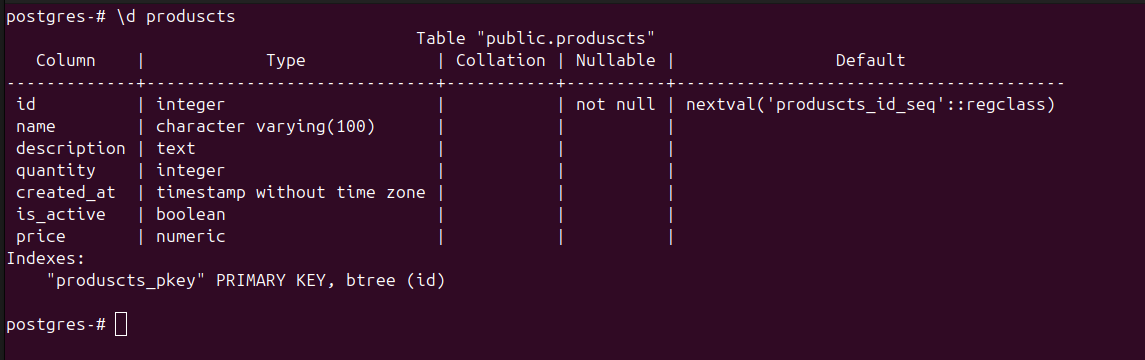 postgres-# \d produscts
                                         Table "public.produscts"
   Column    |            Type             | Collation | Nullable |                Default
-------------+-----------------------------+-----------+----------+---------------------------------------
 id          | integer                     |           | not null | nextval('produscts_id_seq'::regclass)
 name        | character varying(100)      |           |          |
 description | text                        |           |          |
 quantity    | integer                     |           |          |
 created_at  | timestamp without time zone |           |          |
 is_active   | boolean                     |           |          |
 price       | numeric                     |           |          |
Indexes:
    "produscts_pkey" PRIMARY KEY, btree (id)
postgres-#